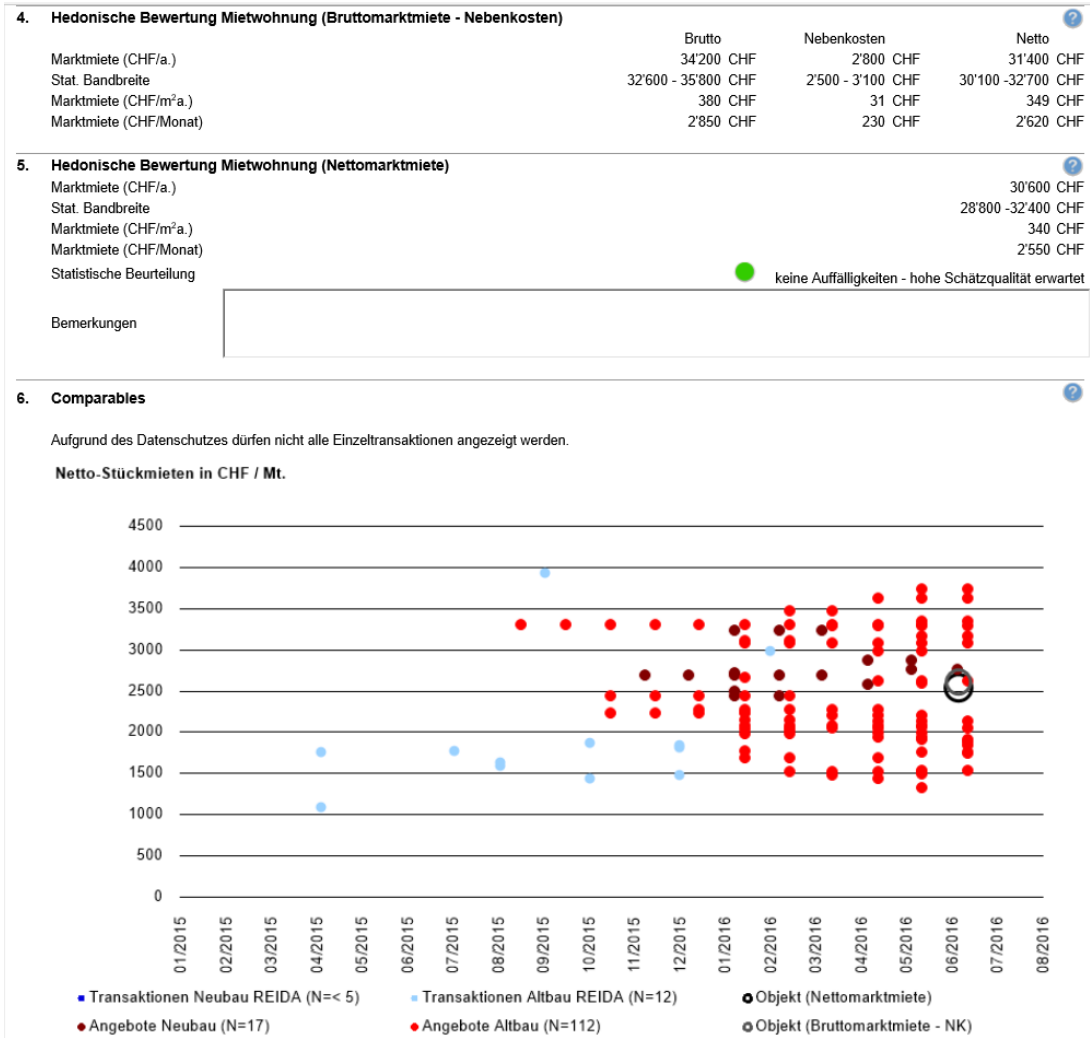 4. Hedonische Bewertung Mietwohnung (Bruttomarktmiete - Nebenkosten) ?
Brutto Nebenkosten Netto
Marktmiete (CHF/a.) 34'200 CHF 2'800 CHF 31'400 CHF
Stat. Bandbreite 32'600 - 35'800 CHF 2'500 - 3'100 CHF 30'100 -32'700 CHF
Marktmiete (CHF/m²a.) 380 CHF 31 CHF 349 CHF
Marktmiete (CHF/Monat) 2'850 CHF 230 CHF 2'620 CHF
5. Hedonische Bewertung Mietwohnung (Nettomarktmiete) ?
Marktmiete (CHF/a.) 30'600 CHF
Stat. Bandbreite 28'800 -32'400 CHF
Marktmiete (CHF/m²a.) 340 CHF
Marktmiete (CHF/Monat) 2'550 CHF
Statistische Beurteilung keine Auffälligkeiten - hohe Schätzqualität erwartet
Bemerkungen
6. Comparables ?
Aufgrund des Datenschutzes dürfen nicht alle Einzeltransaktionen angezeigt werden.
Netto-Stückmieten in CHF / Mt.
4500
4000
3500
3000
2500
2000
1500
1000
500
0
01/2015 02/2015 03/2015 04/2015 05/2015 06/2015 07/2015 08/2015 09/2015 10/2015 11/2015 12/2015 01/2016 02/2016 03/2016 04/2016 05/2016 06/2016 07/2016 08/2016
Transaktionen Neubau REIDA (N=< 5) Transaktionen Altbau REIDA (N=12) Objekt (Nettomarktmiete)
Angebote Neubau (N=17) Angebote Altbau (N=112) Objekt (Bruttomarktmiete - NK)